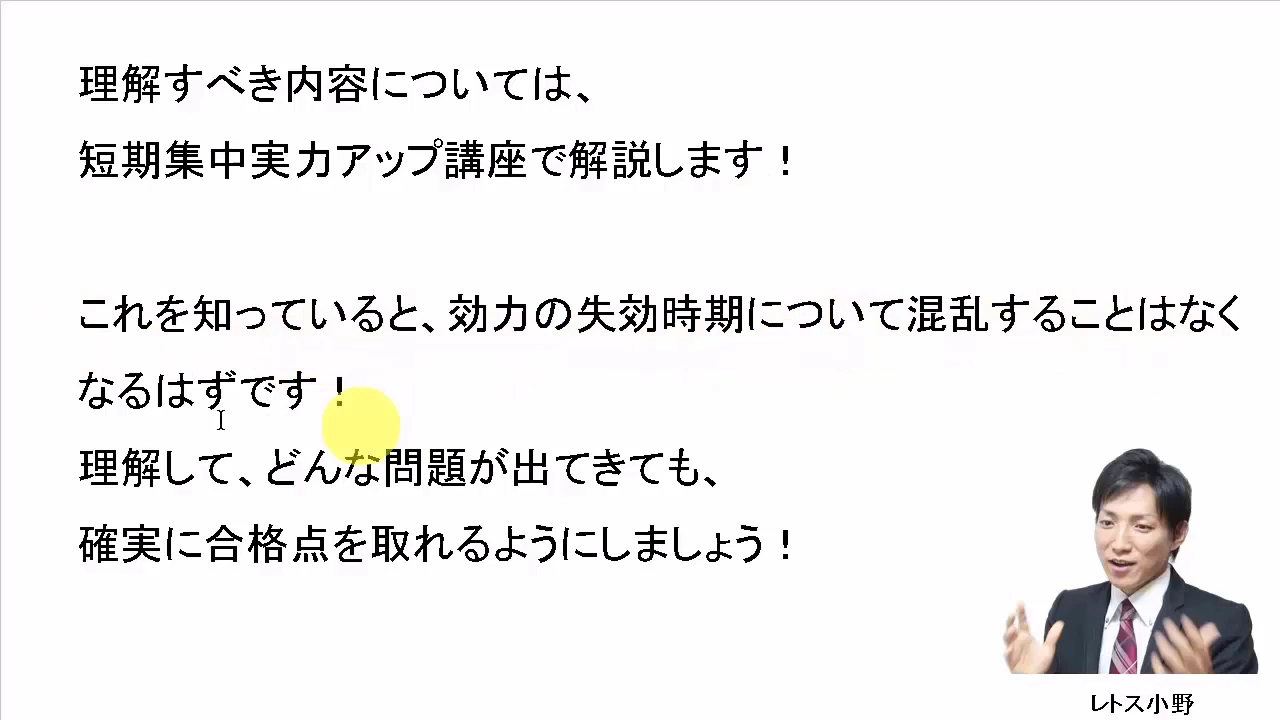 理解すべき内容については、
短期集中実力アップ講座で解説します！
これを知っていると、効力の失効時期について混乱することはなく
なるはずです！
理解して、どんな問題が出てきても、
確実に合格点を取れるようにしましょう！
レトス小野